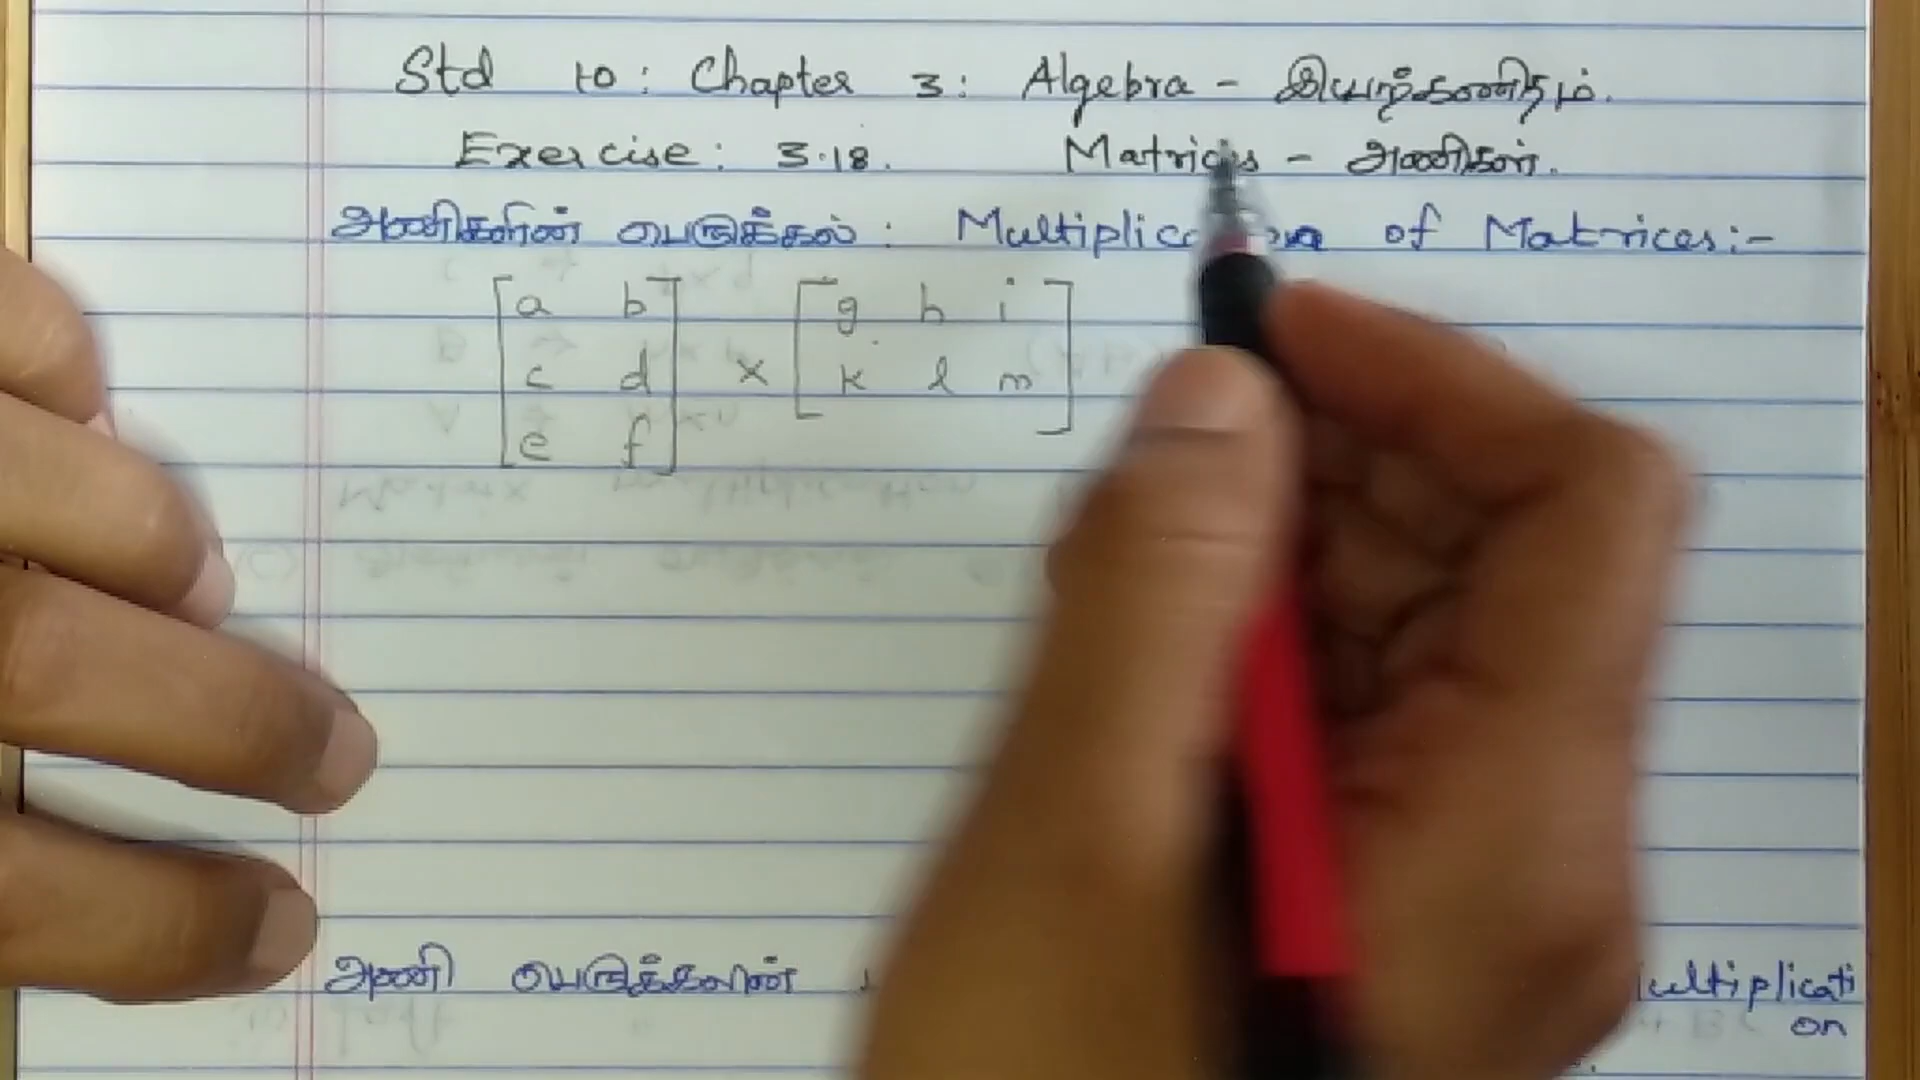 Std 10: Chapter 3: Algebra - இயற்கணிதம்.
Exercise: 3.18. Matrices - அணிகள்.
அணிகளின் பெருக்கல்: Multiplication of Matrices:-
[a b] [g h i]
[c d] × [k l m]
[e f]
அணி பெருக்கலின் ultiplicati
on